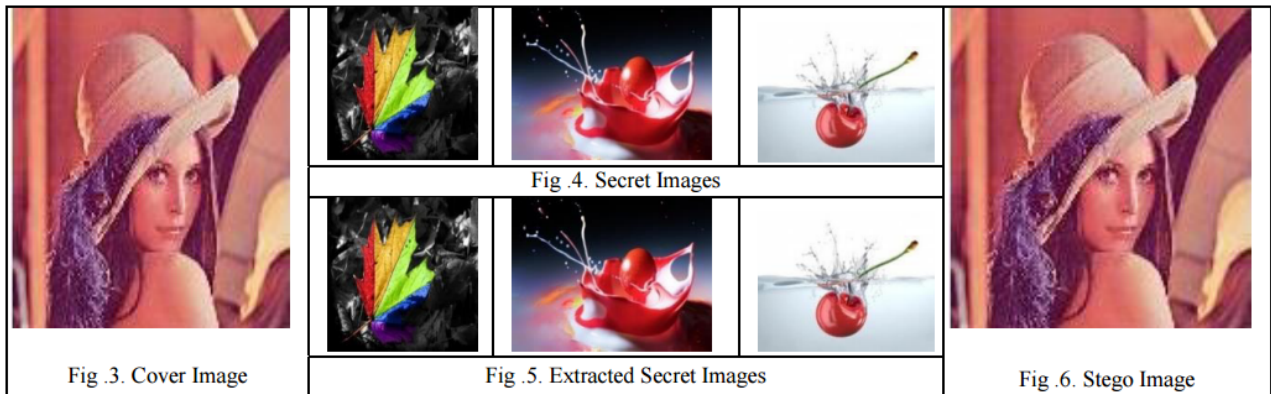 Fig .4. Secret Images
Fig .3. Cover Image
Fig .5. Extracted Secret Images
Fig .6. Stego Image